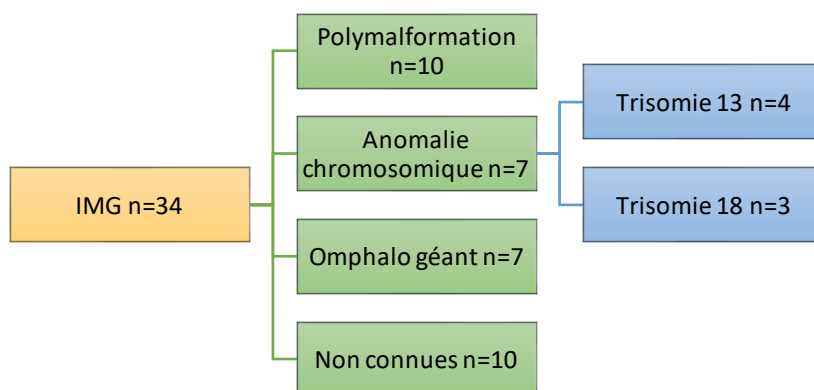 IMG n=34
Polymalformation
n=10
Anomalie
chromosomique n=7
Omphalo géant n=7
Non connues n=10
Trisomie 13 n=4
Trisomie 18 n=3